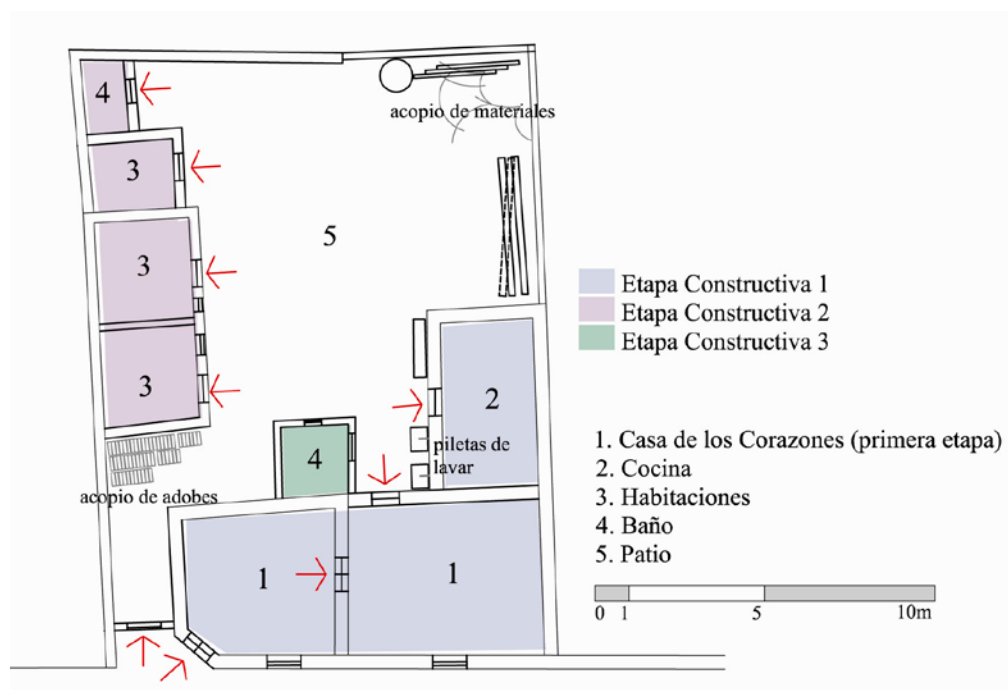 4
acopio de materiales
3
5
3
3
2
4
piletas de
lavar
acopio de adobes
1
1
Etapa Constructiva 1
Etapa Constructiva 2
Etapa Constructiva 3
1. Casa de los Corazones (primera etapa)
2. Cocina
3. Habitaciones
4. Baño
5. Patio
0 1 5 10m